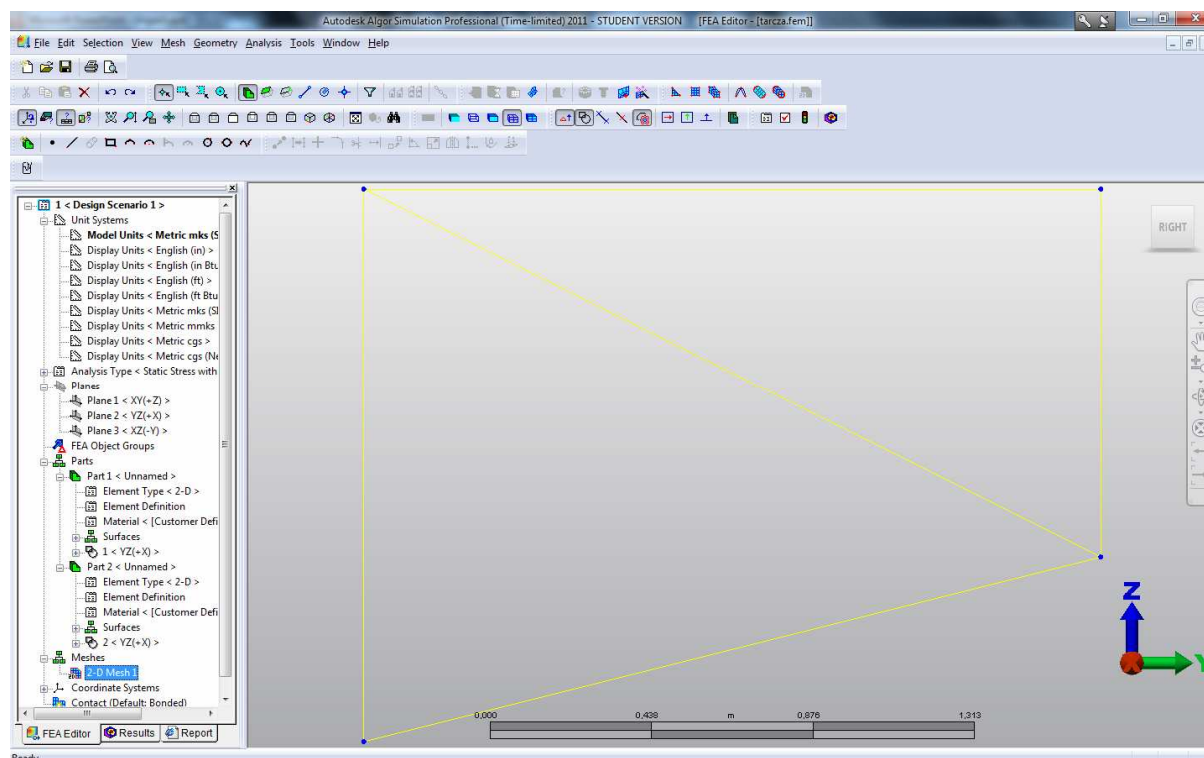 Autodesk Algor Simulation Professional (Time-limited) 2011 - STUDENT VERSION [FEA Editor - [tarcza.fem]]
File Edit Selection View Mesh Geometry Analysis Tools Window Help
1 < Design Scenario 1 >
Unit Systems
Model Units < Metric mks (S
Display Units < English (in) >
Display Units < English (in Btu
Display Units < English (ft) >
Display Units < English (ft Btu
Display Units < Metric mks (SI
Display Units < Metric mmks
Display Units < Metric cgs >
Display Units < Metric cgs (Ne
Analysis Type < Static Stress with
Planes
Plane 1 < XY(+Z) >
Plane 2 < YZ(+X) >
Plane 3 < XZ(-Y) >
FEA Object Groups
Parts
Part 1 < Unnamed >
Element Type < 2-D >
Element Definition
Material < [Customer Defi
Surfaces
1 < YZ(+X) >
Part 2 < Unnamed >
Element Type < 2-D >
Element Definition
Material < [Customer Defi
Surfaces
2 < YZ(+X) >
Meshes
2-D Mesh 1
Coordinate Systems
Contact (Default: Bonded)
FEA Editor Results Report
RIGHT
Z
Y
0,000 0,438 m 0,876 1,313